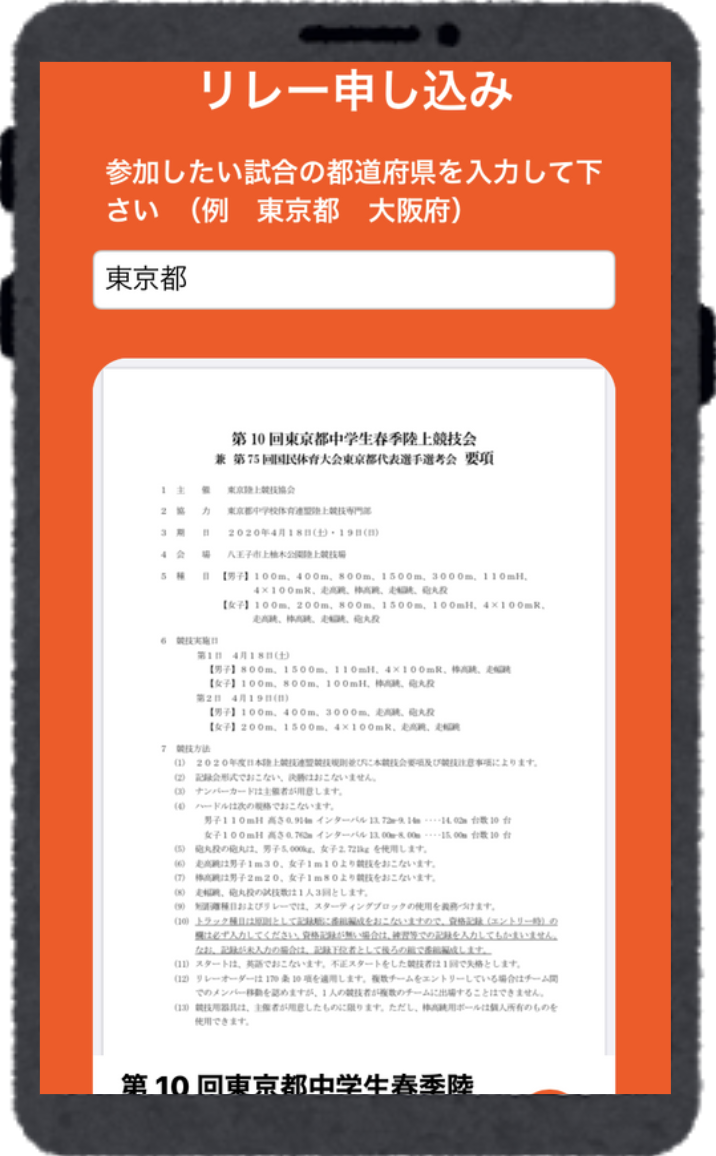 リレー申し込み
参加したい試合の都道府県を入力して下
さい （例 東京都 大阪府）
東京都
第10回東京都中学生春季陸上競技会
兼 第75回国民体育大会東京都代表選手選考会 要項
1 主 催 東京陸上競技協会
2 協 力 東京都中学校体育連盟陸上競技専門部
3 期 日 2020年4月18日(土)・19日(日)
4 会 場 八王子市上柚木公園陸上競技場
5 種 目 【男子】100m、400m、800m、1500m、3000m、110mH、
4×100mR、走高跳、棒高跳、走幅跳、砲丸投
【女子】100m、200m、800m、1500m、100mH、4×100mR、
走高跳、棒高跳、走幅跳、砲丸投
6 競技実施日
第1日 4月18日(土)
【男子】800m、1500m、110mH、4×100mR、棒高跳、走幅跳
【女子】100m、800m、100mH、棒高跳、砲丸投
第2日 4月19日(日)
【男子】100m、400m、3000m、走高跳、砲丸投
【女子】200m、1500m、4×100mR、走高跳、走幅跳
7 競技方法
(1) 2020年度日本陸上競技連盟競技規則並びに本競技会要項及び競技注意事項によります。
(2) 記録会形式でおこない、決勝はおこないません。
(3) ナンバーカードは主催者が用意します。
(4) ハードルは次の規格でおこないます。
男子110mH 高さ0.914m インターバル13.72m-9.14m ‥‥14.02m 台数10台
女子100mH 高さ0.762m インターバル13.00m-8.00m ‥‥15.00m 台数10台
(5) 砲丸投の砲丸は、男子5.000kg、女子2.721kgを使用します。
(6) 走高跳は男子1m30、女子1m10より競技をおこないます。
(7) 棒高跳は男子2m20、女子1m80より競技をおこないます。
(8) 走幅跳、砲丸投の試技数は1人3回とします。
(9) 短距離種目およびリレーでは、スターティングブロックの使用を義務づけます。
(10) トラック種目は原則として記録順に番組編成をおこないますので、資格記録（エントリー時）の
欄は必ず入力してください。資格記録が無い場合は、練習等での記録を入力してもかまいません。
なお、記録が未入力の場合は、記録下位者として後ろの組で番組編成します。
(11) スタートは、英語でおこないます。不正スタートをした競技者は1回で失格とします。
(12) リレーオーダーは170条10項を適用します。複数チームをエントリーしている場合はチーム間
でのメンバー移動を認めますが、1人の競技者が複数のチームに出場することはできません。
(13) 競技用器具は、主催者が用意したものに限ります。ただし、棒高跳用ポールは個人所有のものを
使用できます。
第10回東京都中学生春季陸